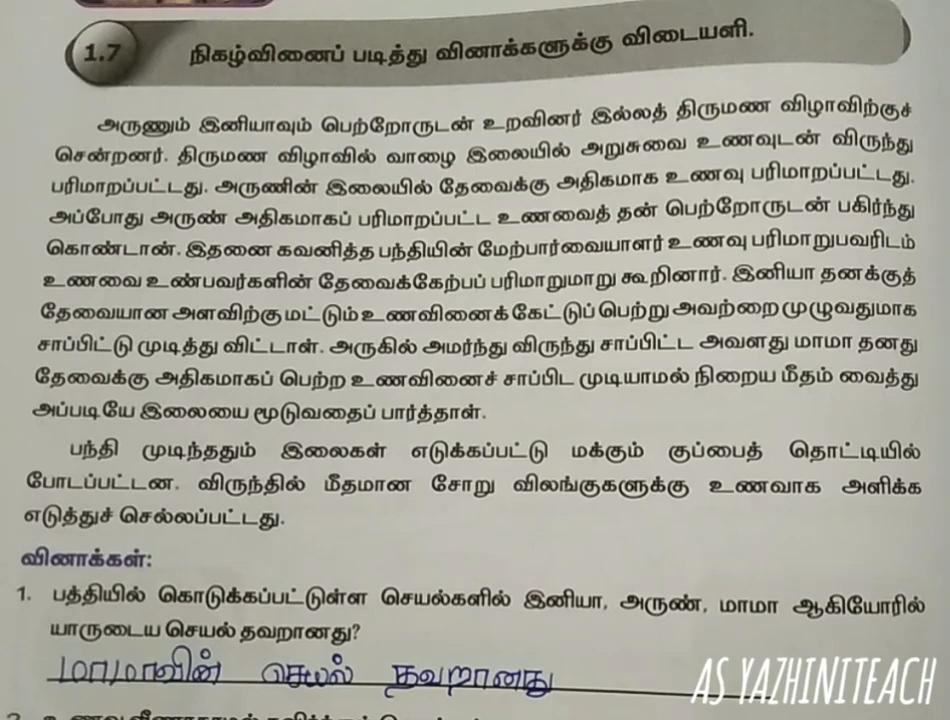 1.7 நிகழ்வினைப் படித்து வினாக்களுக்கு விடையளி.
அருணும் இனியாவும் பெற்றோருடன் உறவினர் இல்லத் திருமண விழாவிற்குச்
சென்றனர். திருமண விழாவில் வாழை இலையில் அறுசுவை உணவுடன் விருந்து
பரிமாறப்பட்டது. அருணின் இலையில் தேவைக்கு அதிகமாக உணவு பரிமாறப்பட்டது.
அப்போது அருண் அதிகமாகப் பரிமாறப்பட்ட உணவைத் தன் பெற்றோருடன் பகிர்ந்து
கொண்டான். இதனை கவனித்த பந்தியின் மேற்பார்வையாளர் உணவு பரிமாறுபவரிடம்
உணவை உண்பவர்களின் தேவைக்கேற்பப் பரிமாறுமாறு கூறினார். இனியா தனக்குத்
தேவையான அளவிற்கு மட்டும் உணவினைக் கேட்டுப் பெற்று அவற்றை முழுவதுமாக
சாப்பிட்டு முடித்து விட்டாள். அருகில் அமர்ந்து விருந்து சாப்பிட்ட அவளது மாமா தனது
தேவைக்கு அதிகமாகப் பெற்ற உணவினைச் சாப்பிட முடியாமல் நிறைய மீதம் வைத்து
அப்படியே இலையை மூடுவதைப் பார்த்தாள்.
பந்தி முடிந்ததும் இலைகள் எடுக்கப்பட்டு மக்கும் குப்பைத் தொட்டியில்
போடப்பட்டன. விருந்தில் மீதமான சோறு விலங்குகளுக்கு உணவாக அளிக்க
எடுத்துச் செல்லப்பட்டது.
வினாக்கள்:
1. பத்தியில் கொடுக்கப்பட்டுள்ள செயல்களில் இனியா, அருண், மாமா ஆகியோரில்
யாருடைய செயல் தவறானது?
மாமாவின் செயல் தவறானது
AS YAZHINITEACH